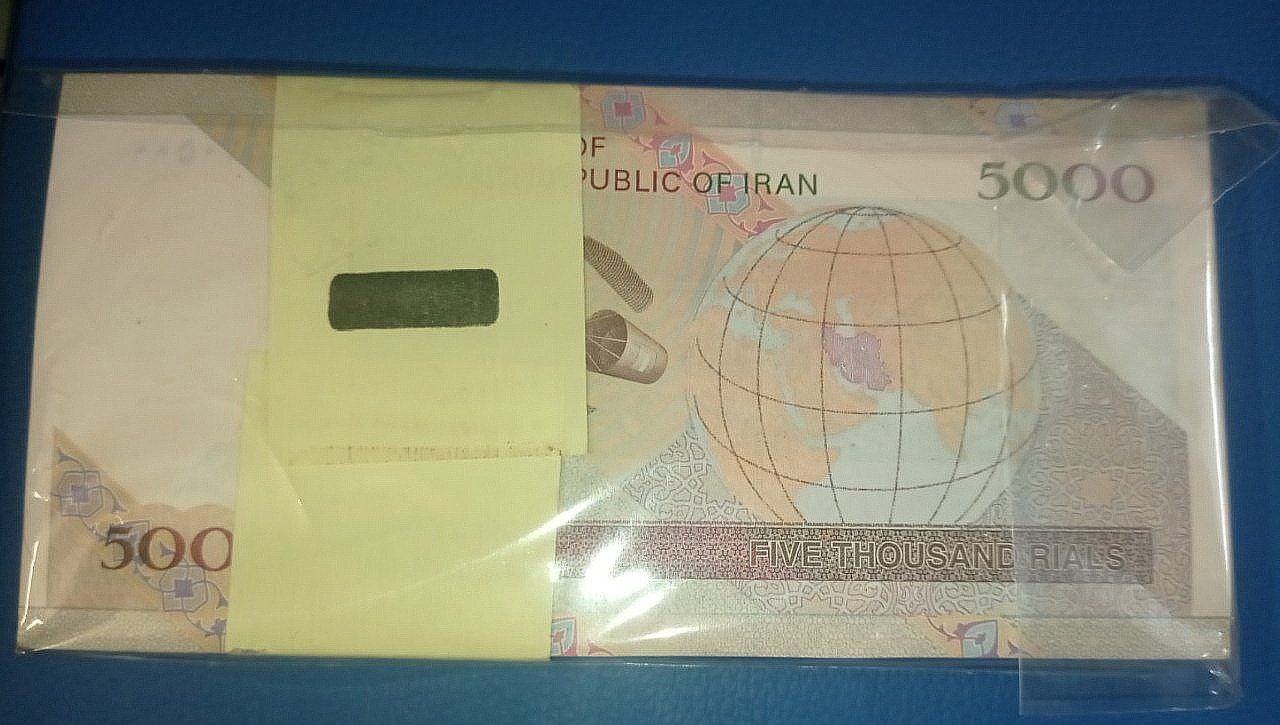 OF
PUBLIC OF IRAN
5000
500
FIVE THOUSAND RIALS